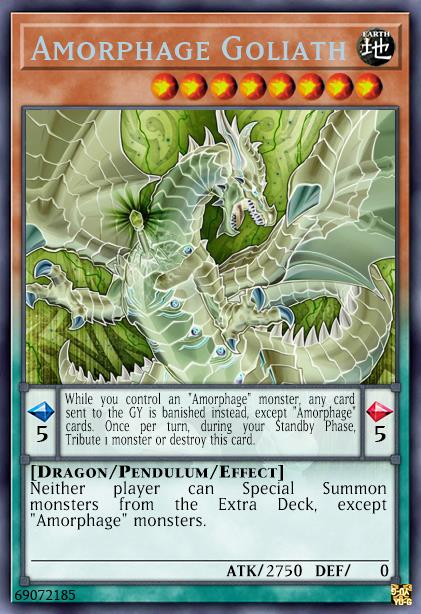 AMORPHAGE GOLIATH
EARTH
地
While you control an "Amorphage" monster, any card
sent to the GY is banished instead, except "Amorphage"
cards. Once per turn, during your Standby Phase,
Tribute 1 monster or destroy this card.
5
5
[DRAGON/PENDULUM/EFFECT]
Neither player can Special Summon
monsters from the Extra Deck, except
"Amorphage" monsters.
ATK/2750 DEF/ 0
69072185